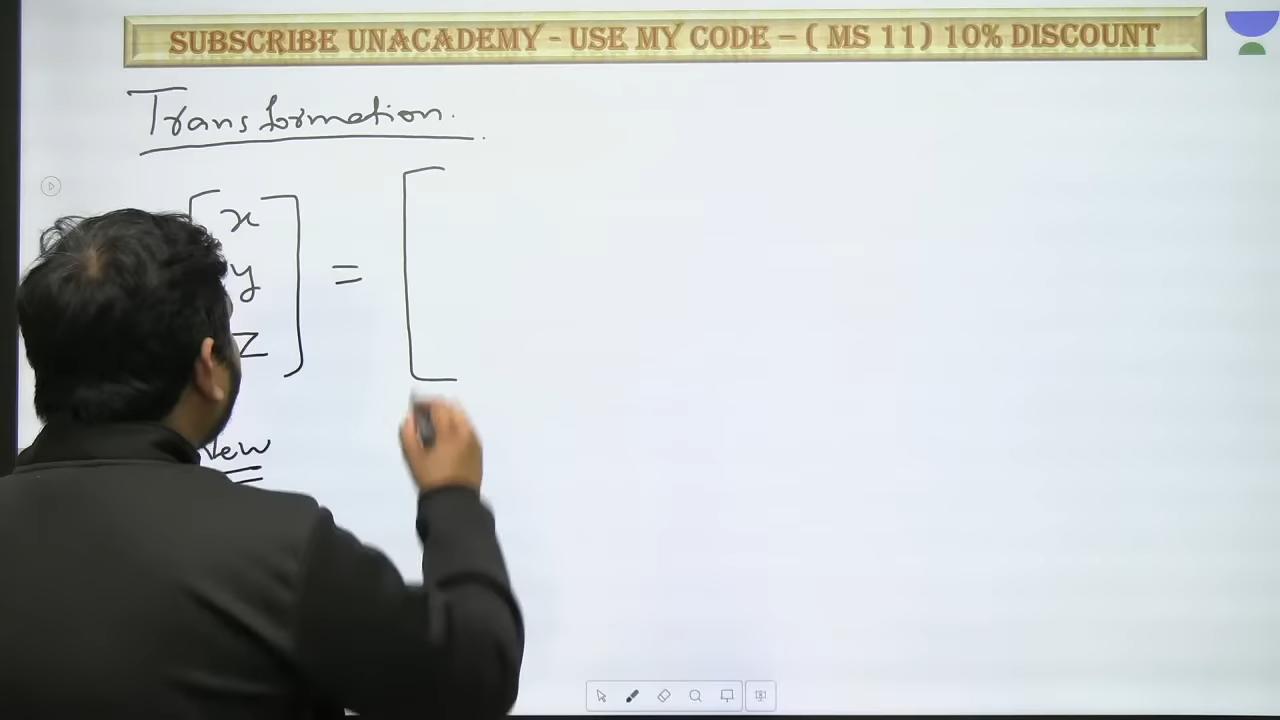 SUBSCRIBE UNACADEMY - USE MY CODE – ( MS 11) 10% DISCOUNT
Transformation.
x
=
y
z
New